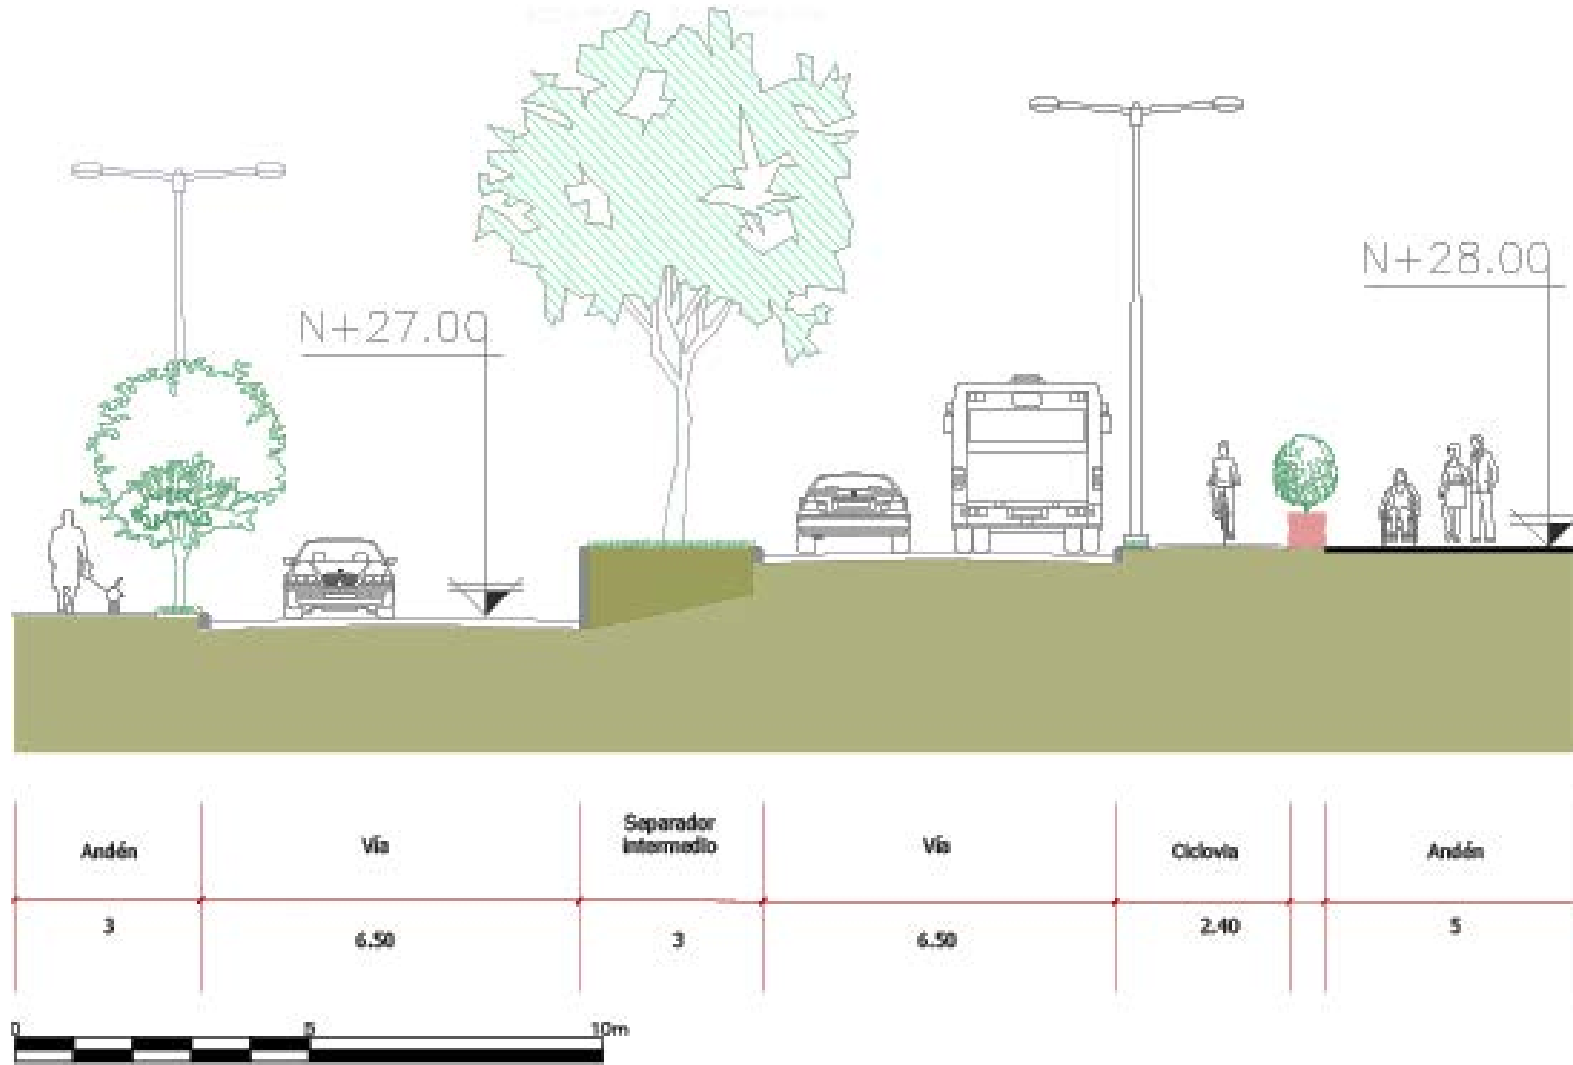 N+28.00
N+27.00
Andén
Vía
Separador
intermedio
Vía
Ciclovia
Andén
3
6.50
3
6.50
2.40
5
0
5
10m